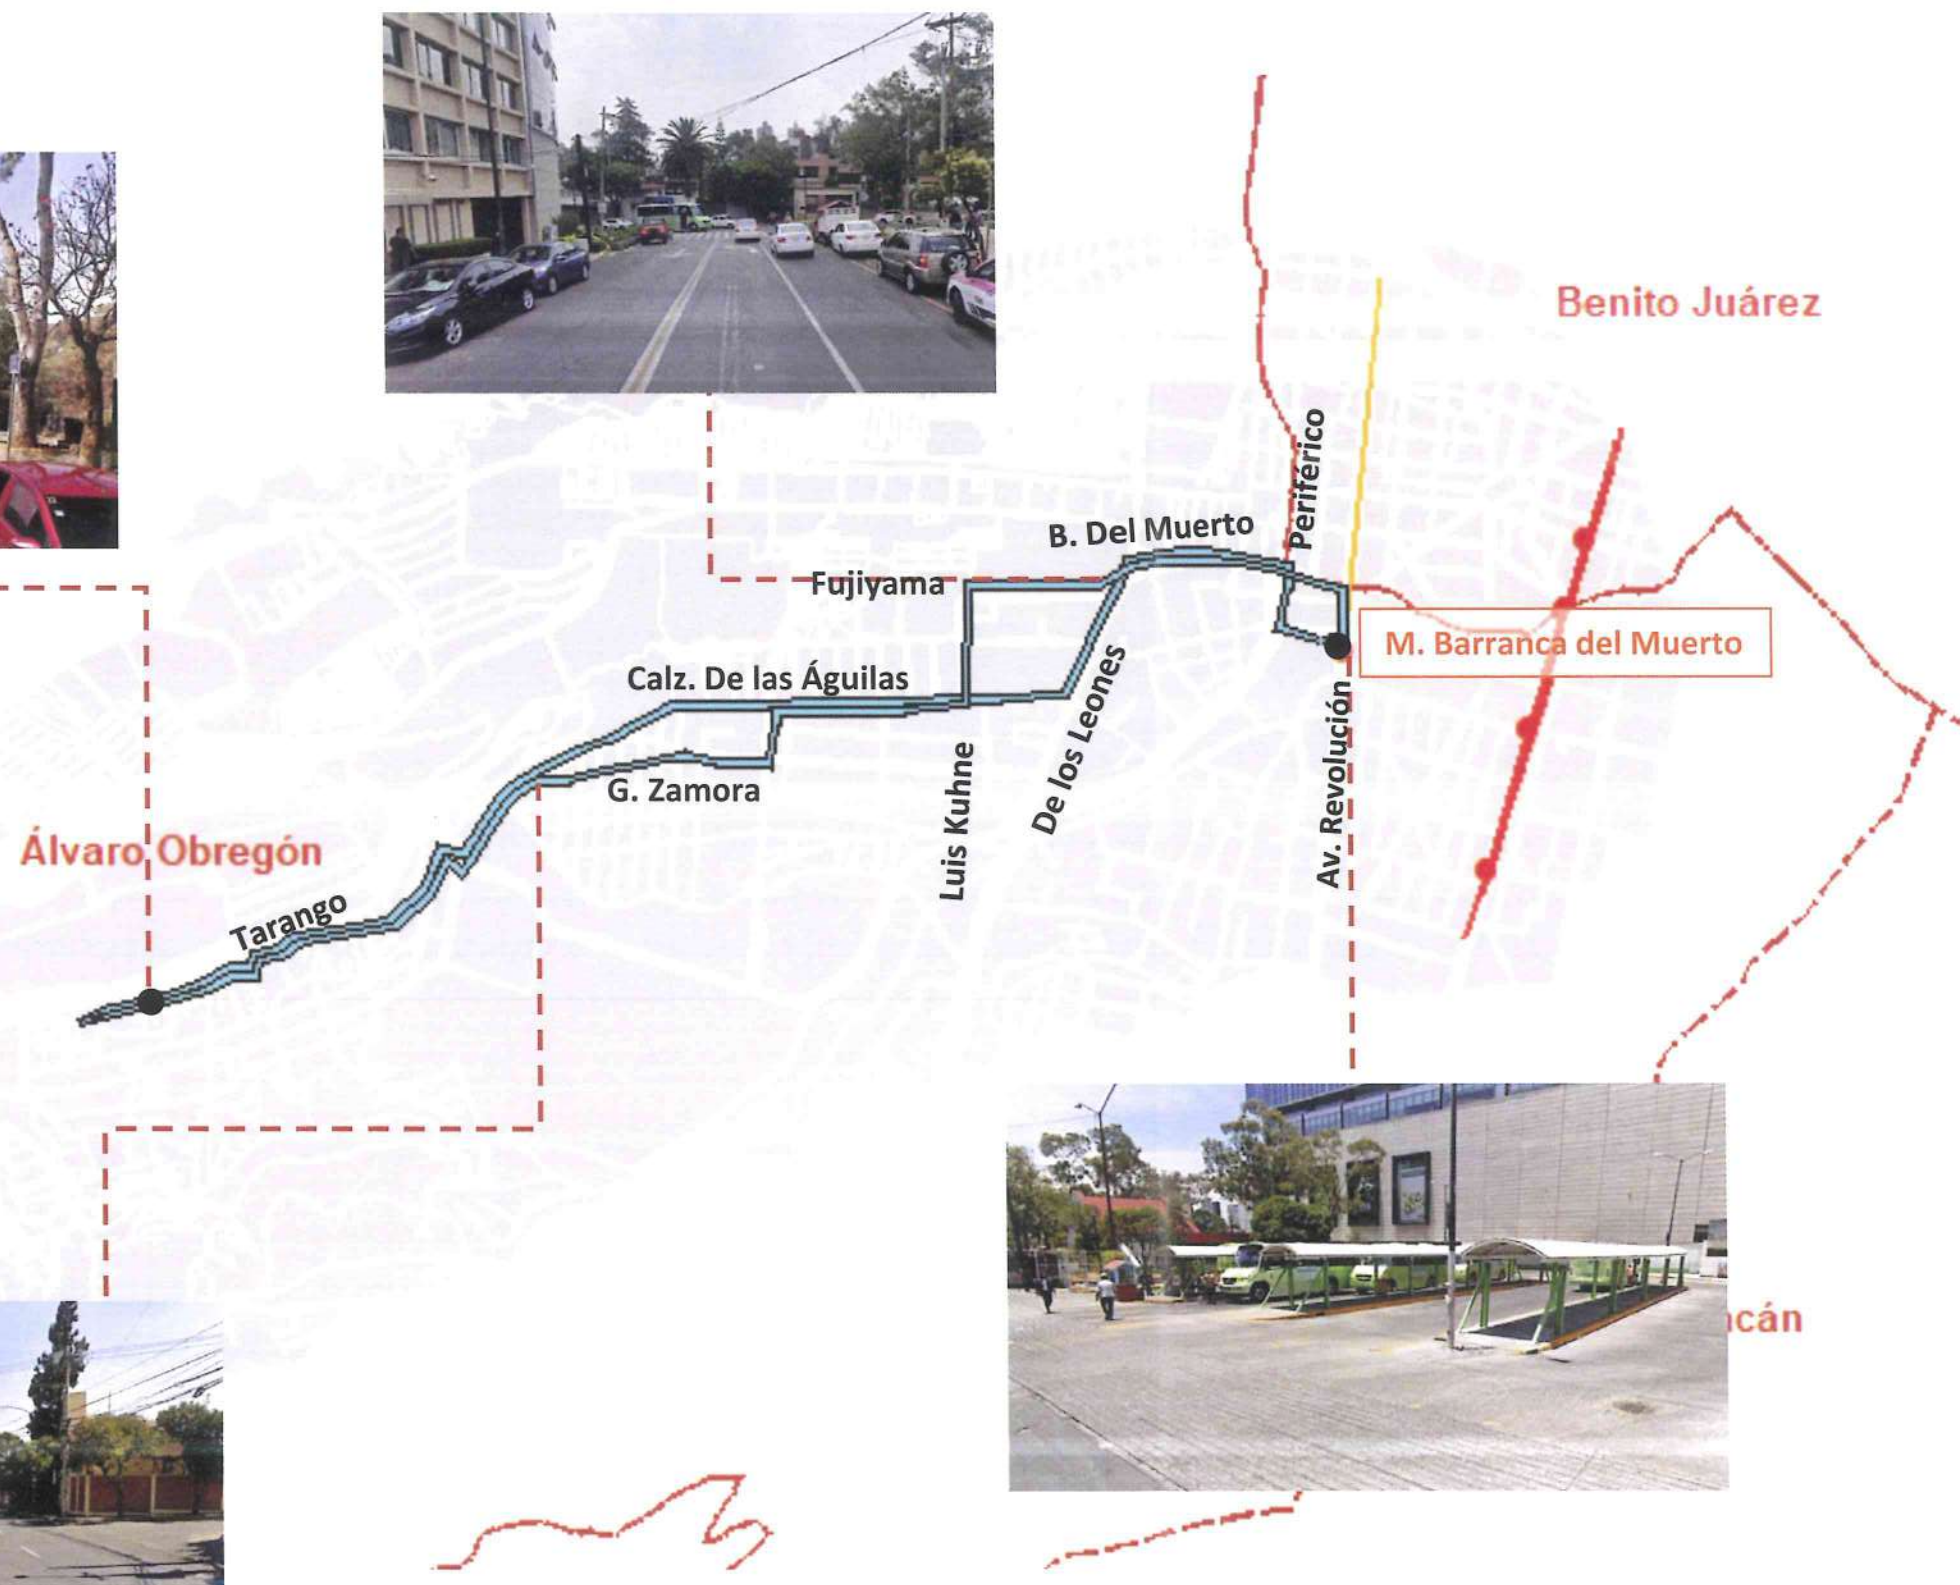 Benito Juárez
Periférico
B. Del Muerto
Fujiyama
M. Barranca del Muerto
Calz. De las Águilas
De los Leones
Av. Revolución
G. Zamora
Luis Kuhne
Álvaro Obregón
Tarango
cán